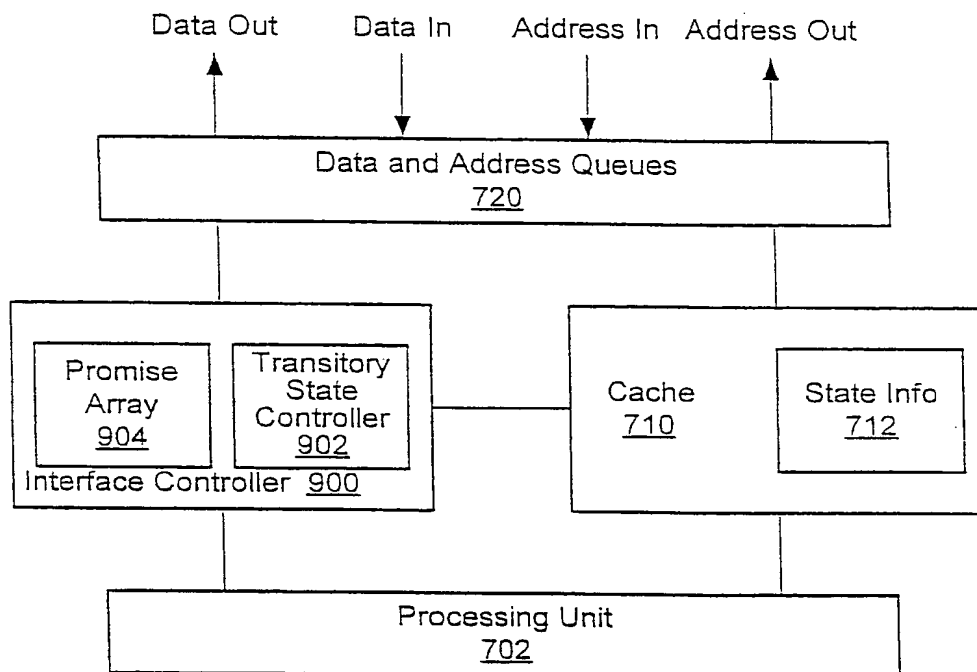 Data Out Data In Address In Address Out
Data and Address Queues
720
Promise
Array
904
Transitory
State
Controller
902
Interface Controller 900
Cache
710
State Info
712
Processing Unit
702